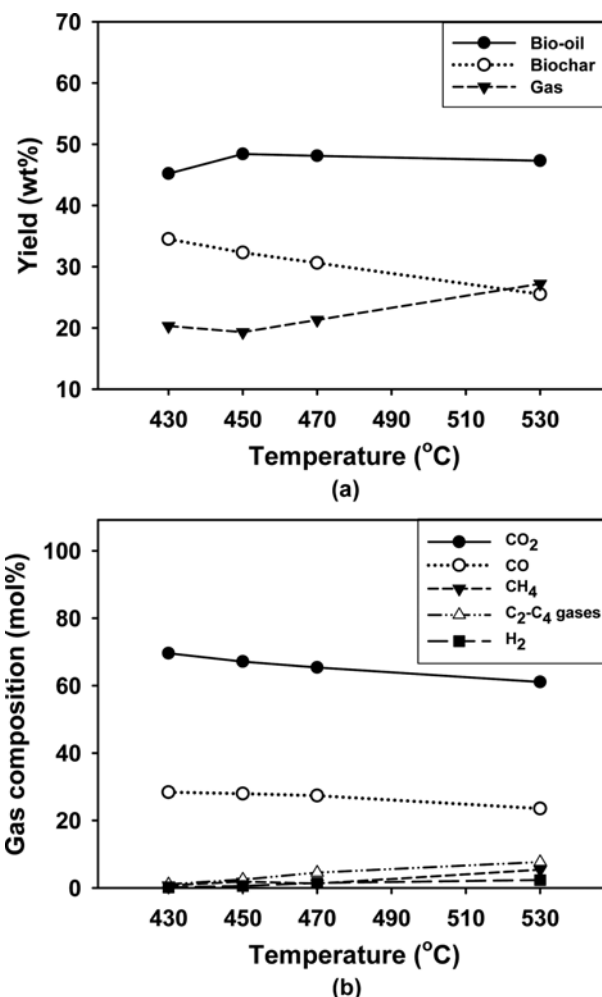 70
60
50
40
30
20
10
Yield (wt%)
Bio-oil
Biochar
Gas
430 450 470 490 510 530
Temperature (°C)
(a)
100
80
60
40
20
0
Gas composition (mol%)
CO₂
CO
CH₄
C₂-C₄ gases
H₂
430 450 470 490 510 530
Temperature (°C)
(b)